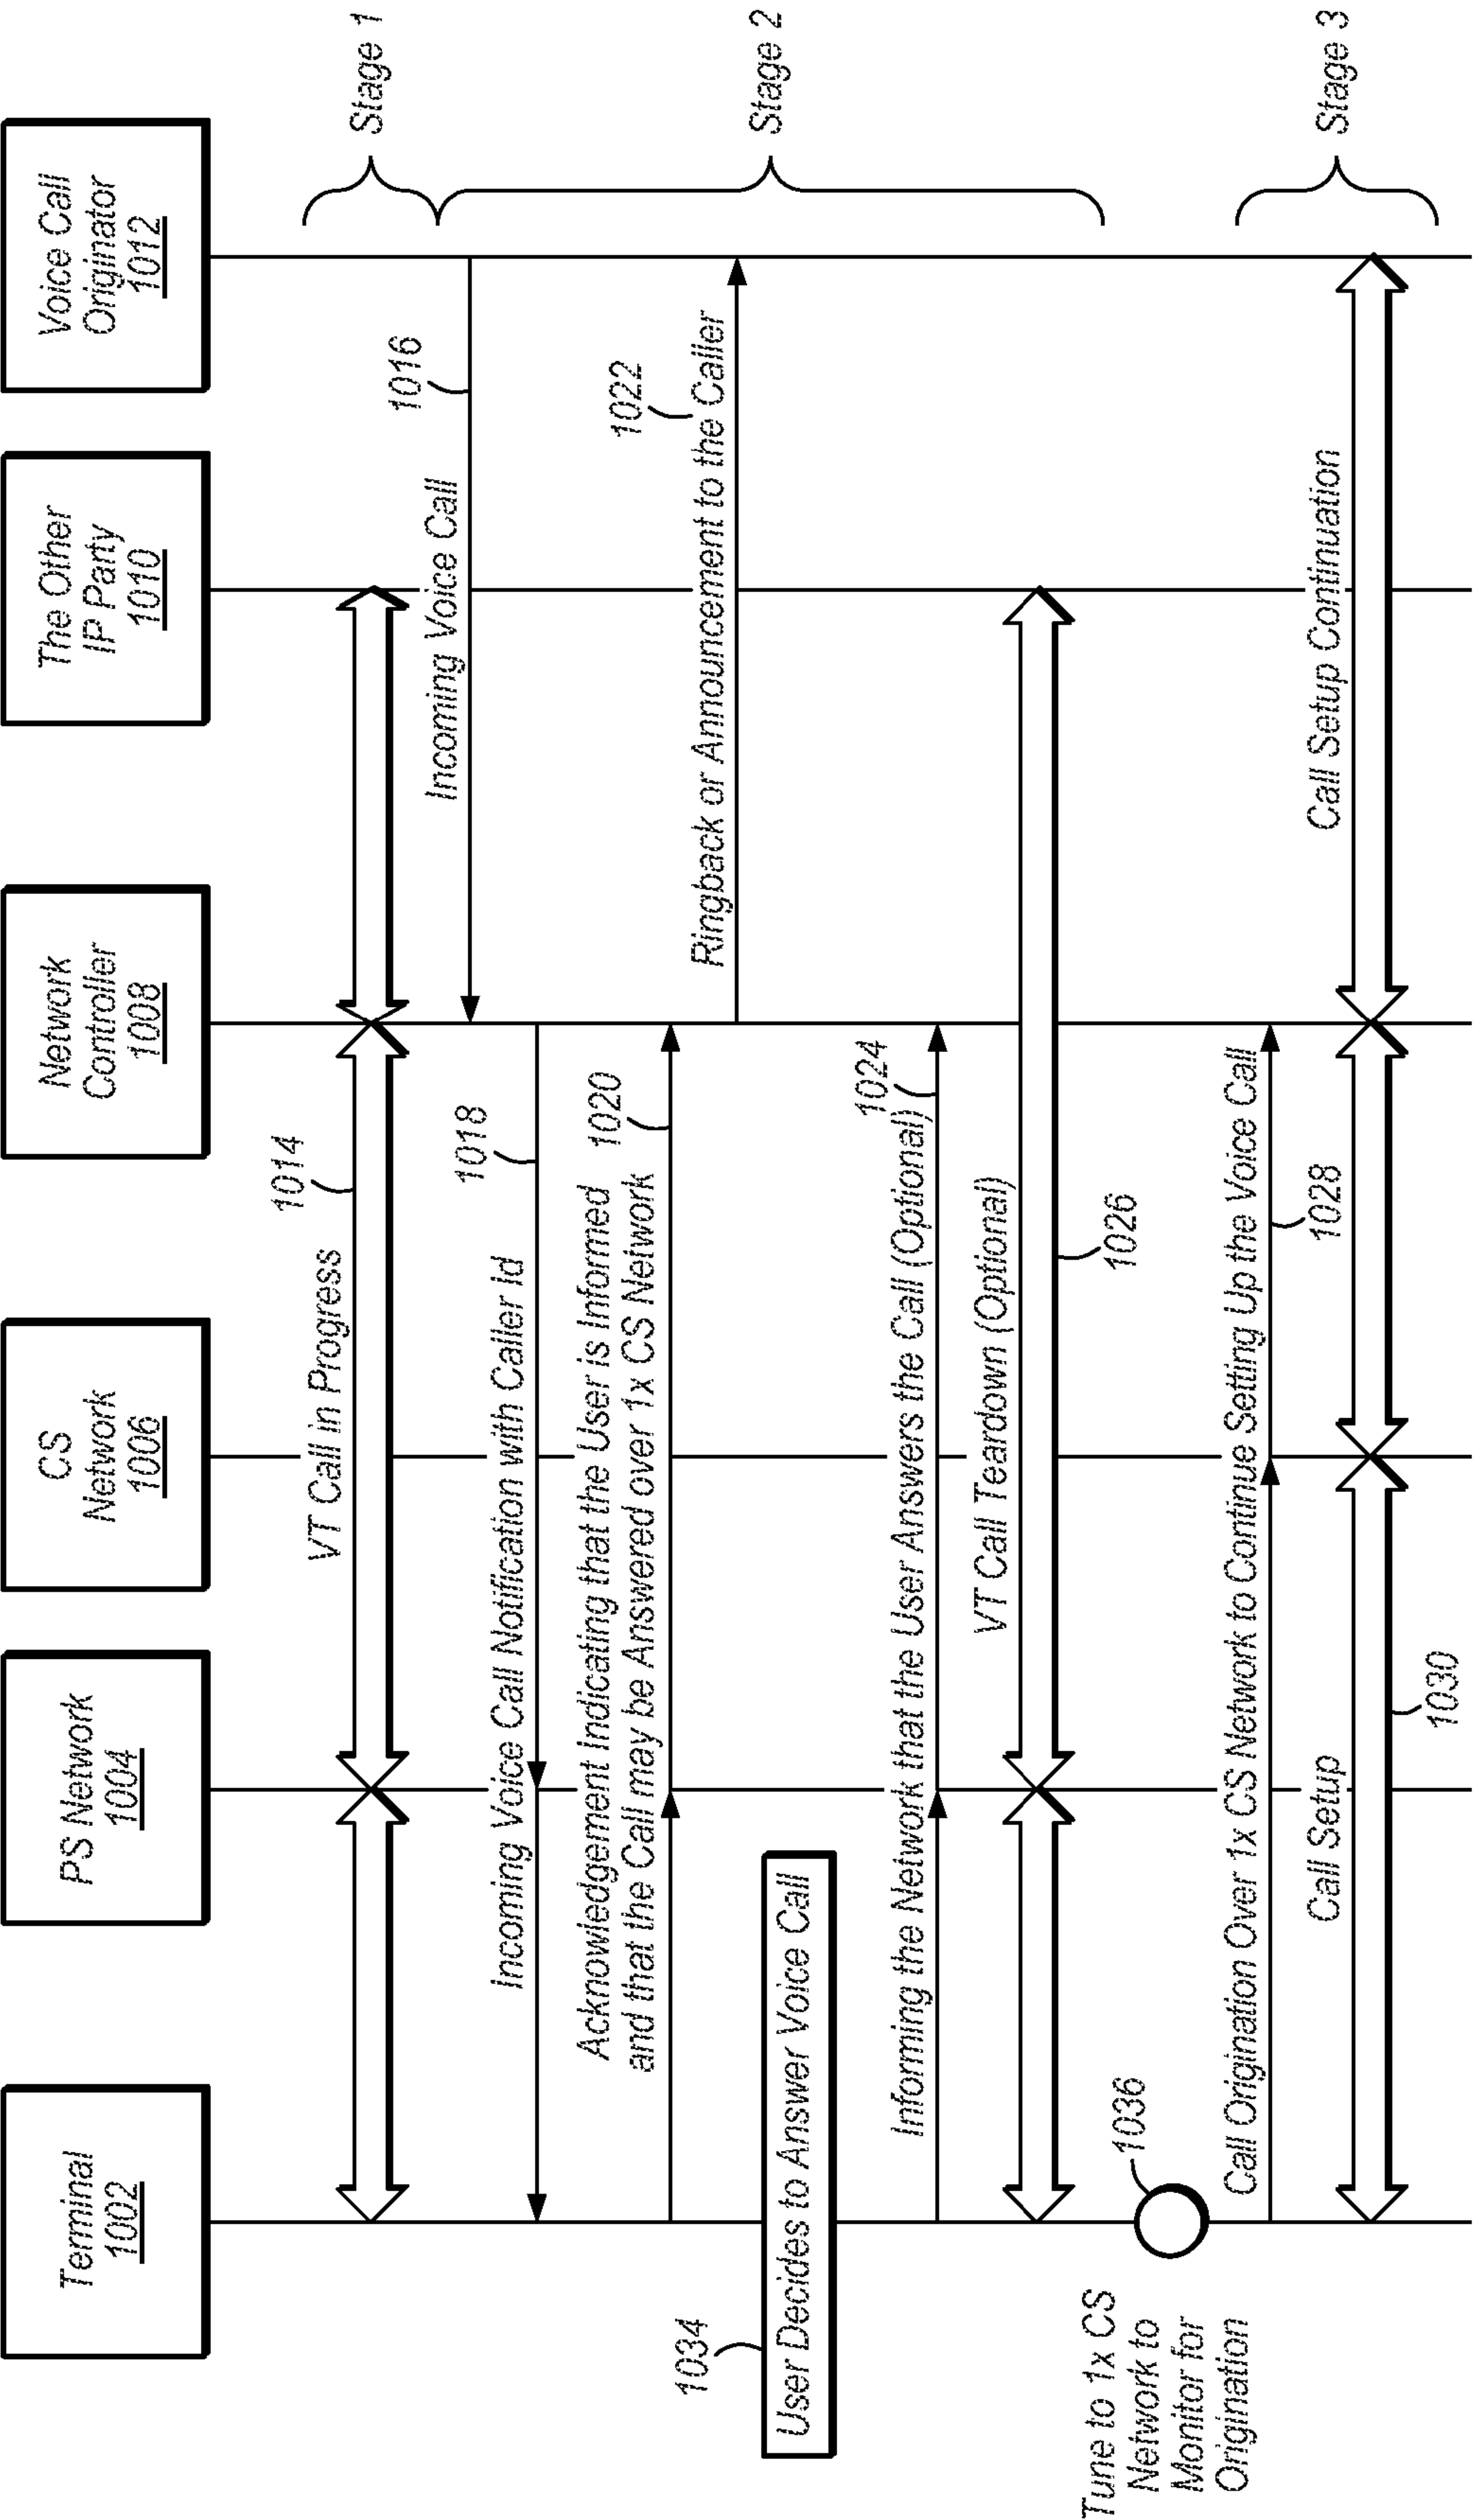 Terminal
1002
PS Network
1004
CS
Network
1006
Network
Controller
1008
The Other
IP Party
1010
Voice Call
Originator
1012
VT Call in Progress
1014
Stage 1
Incoming Voice Call
1016
Incoming Voice Call Notification with Caller Id
1018
Acknowledgement Indicating that the User is Informed
and that the Call may be Answered over 1x CS Network
1020
Ringback or Announcement to the Caller
1022
Stage 2
1034
User Decides to Answer Voice Call
Informing the Network that the User Answers the Call (Optional)
1024
VT Call Teardown (Optional)
1026
Tune to 1x CS
Network to
Monitor for
Origination
1036
Call Origination Over 1x CS Network to Continue Setting Up the Voice Call
1028
Call Setup
Call Setup Continuation
1030
Stage 3